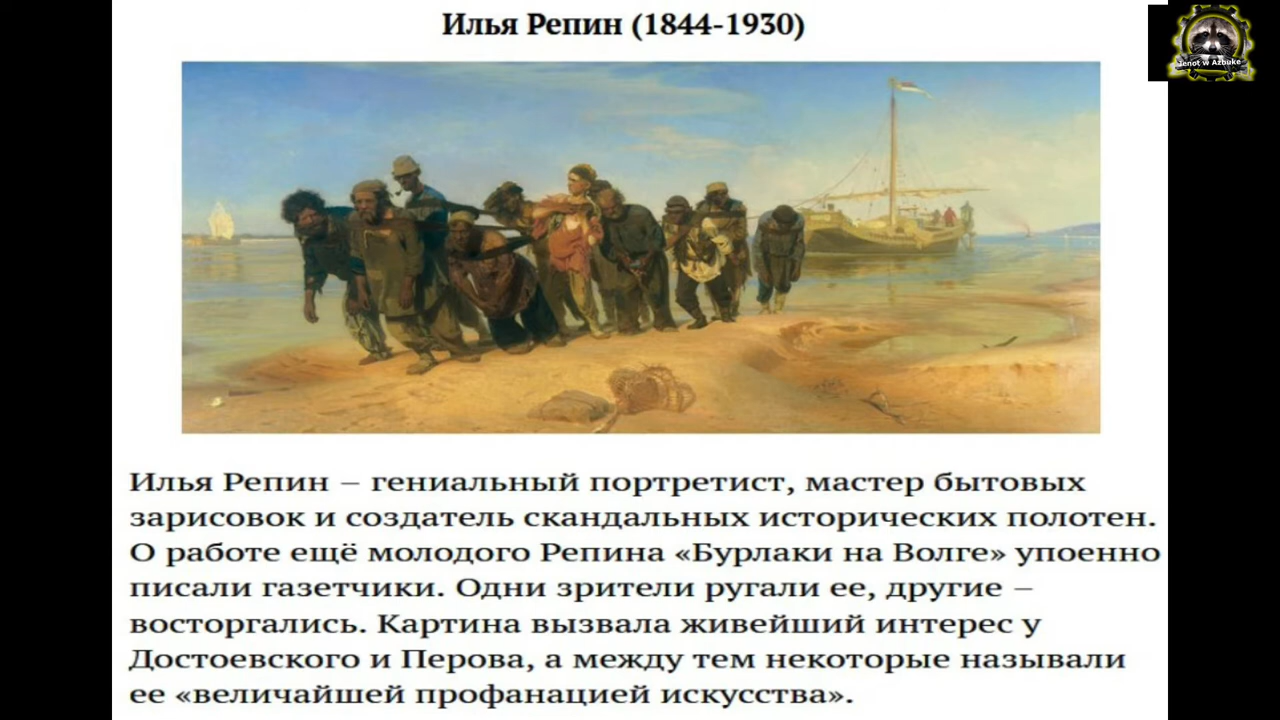 Илья Репин (1844-1930)
Jenot w Azbuke
Илья Репин – гениальный портретист, мастер бытовых
зарисовок и создатель скандальных исторических полотен.
О работе ещё молодого Репина «Бурлаки на Волге» упоенно
писали газетчики. Одни зрители ругали ее, другие –
восторгались. Картина вызвала живейший интерес у
Достоевского и Перова, а между тем некоторые называли
ее «величайшей профанацией искусства».